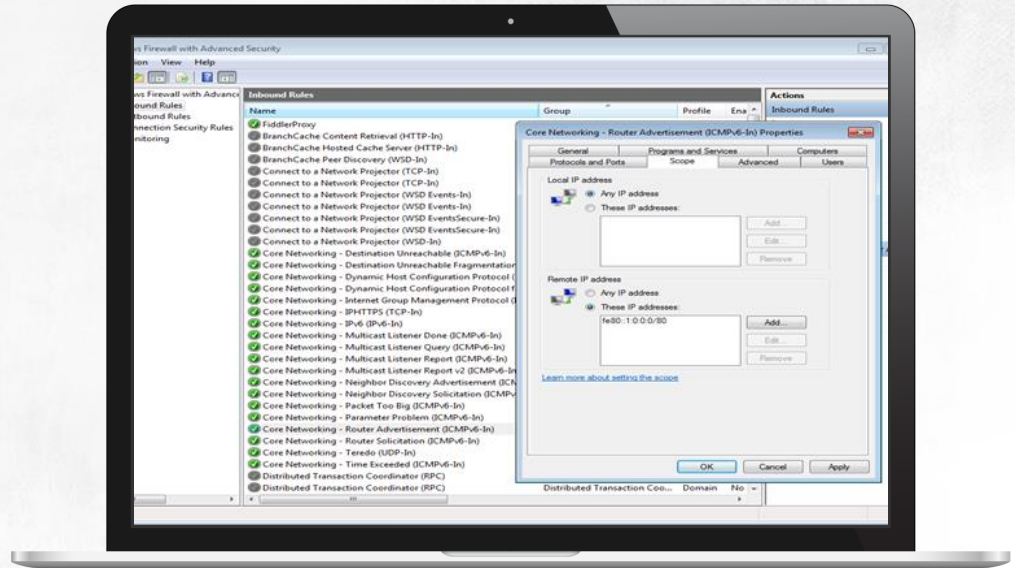 ws Firewall with Advanced Security
ion View Help
ws Firewall with Advance
ound Rules
tbound Rules
nnection Security Rules
nitoring
Inbound Rules
Name Group Profile Ena
FiddlerProxy
BranchCache Content Retrieval (HTTP-In)
BranchCache Hosted Cache Server (HTTP-In)
BranchCache Peer Discovery (WSD-In)
Connect to a Network Projector (TCP-In)
Connect to a Network Projector (TCP-In)
Connect to a Network Projector (WSD Events-In)
Connect to a Network Projector (WSD Events-In)
Connect to a Network Projector (WSD EventsSecure-In)
Connect to a Network Projector (WSD EventsSecure-In)
Connect to a Network Projector (WSD-In)
Core Networking - Destination Unreachable (ICMPv6-In)
Core Networking - Destination Unreachable Fragmentation
Core Networking - Dynamic Host Configuration Protocol (
Core Networking - Dynamic Host Configuration Protocol f
Core Networking - Internet Group Management Protocol (I
Core Networking - IPHTTPS (TCP-In)
Core Networking - IPv6 (IPv6-In)
Core Networking - Multicast Listener Done (ICMPv6-In)
Core Networking - Multicast Listener Query (ICMPv6-In)
Core Networking - Multicast Listener Report (ICMPv6-In)
Core Networking - Multicast Listener Report v2 (ICMPv6-In
Core Networking - Neighbor Discovery Advertisement (ICM
Core Networking - Neighbor Discovery Solicitation (ICMPv
Core Networking - Packet Too Big (ICMPv6-In)
Core Networking - Parameter Problem (ICMPv6-In)
Core Networking - Router Advertisement (ICMPv6-In)
Core Networking - Router Solicitation (ICMPv6-In)
Core Networking - Teredo (UDP-In)
Core Networking - Time Exceeded (ICMPv6-In)
Distributed Transaction Coordinator (RPC)
Distributed Transaction Coordinator (RPC) Distributed Transaction Coo... Domain No
Actions
Inbound Rules
Core Networking - Router Advertisement (ICMPv6-In) Properties
General Programs and Services Computers
Protocols and Ports Scope Advanced Users
Local IP address
Any IP address
These IP addresses:
Add...
Edit...
Remove
Remote IP address
Any IP address
These IP addresses:
fe80::1:0:0:0/80
Add...
Edit...
Remove
Learn more about setting the scope
OK Cancel Apply